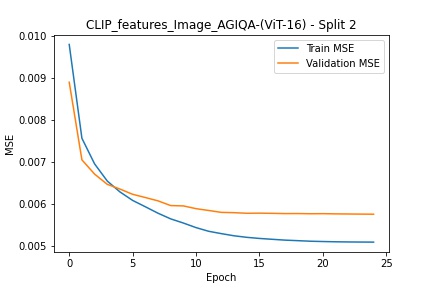 CLIP_features_Image_AGIQA-(ViT-16) - Split 2
Train MSE
Validation MSE
0.010
0.009
0.008
0.007
0.006
0.005
MSE
0 5 10 15 20 25
Epoch